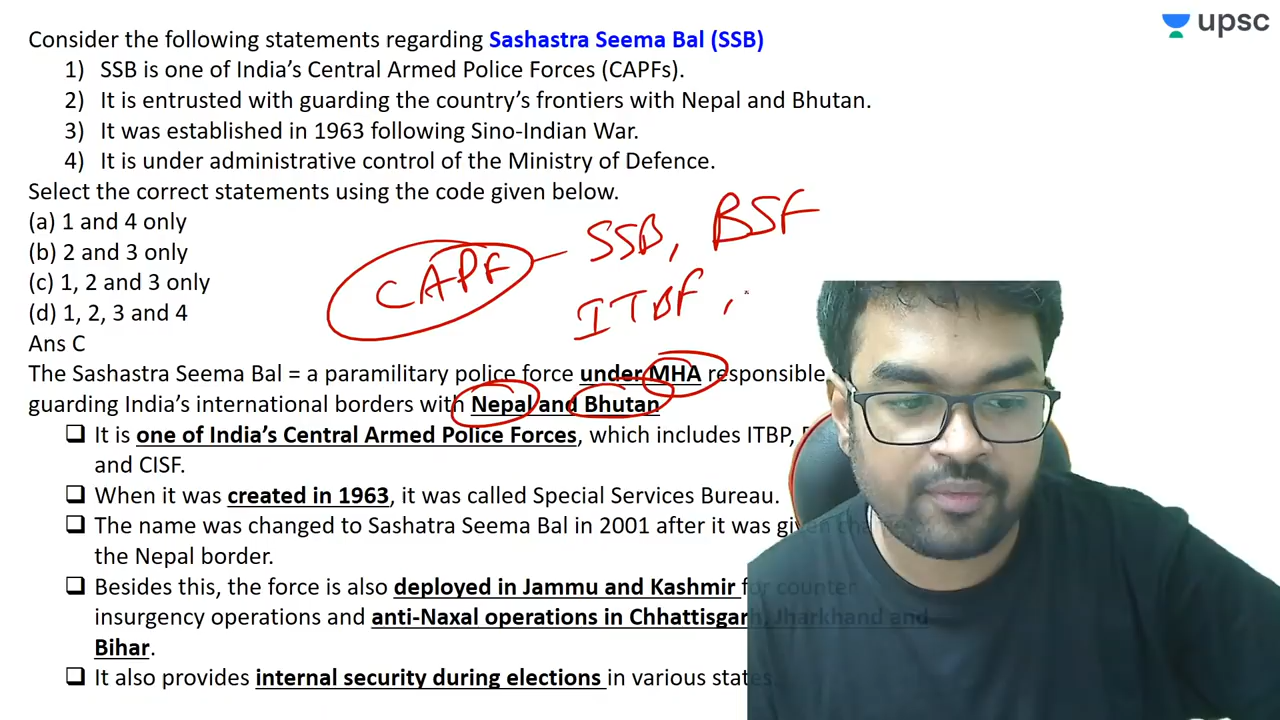 upsc
Consider the following statements regarding Sashastra Seema Bal (SSB)
1) SSB is one of India’s Central Armed Police Forces (CAPFs).
2) It is entrusted with guarding the country’s frontiers with Nepal and Bhutan.
3) It was established in 1963 following Sino-Indian War.
4) It is under administrative control of the Ministry of Defence.
Select the correct statements using the code given below.
(a) 1 and 4 only
(b) 2 and 3 only
(c) 1, 2 and 3 only
(d) 1, 2, 3 and 4
CAPF – SSB, BSF
ITBF,
Ans C
The Sashastra Seema Bal = a paramilitary police force under MHA responsible
guarding India’s international borders with Nepal and Bhutan
❑ It is one of India’s Central Armed Police Forces, which includes ITBP,
and CISF.
❑ When it was created in 1963, it was called Special Services Bureau.
❑ The name was changed to Sashatra Seema Bal in 2001 after it was
the Nepal border.
❑ Besides this, the force is also deployed in Jammu and Kashmir for counter
insurgency operations and anti-Naxal operations in Chhattisgarh, Jharkhand and
Bihar.
❑ It also provides internal security during elections in various states.